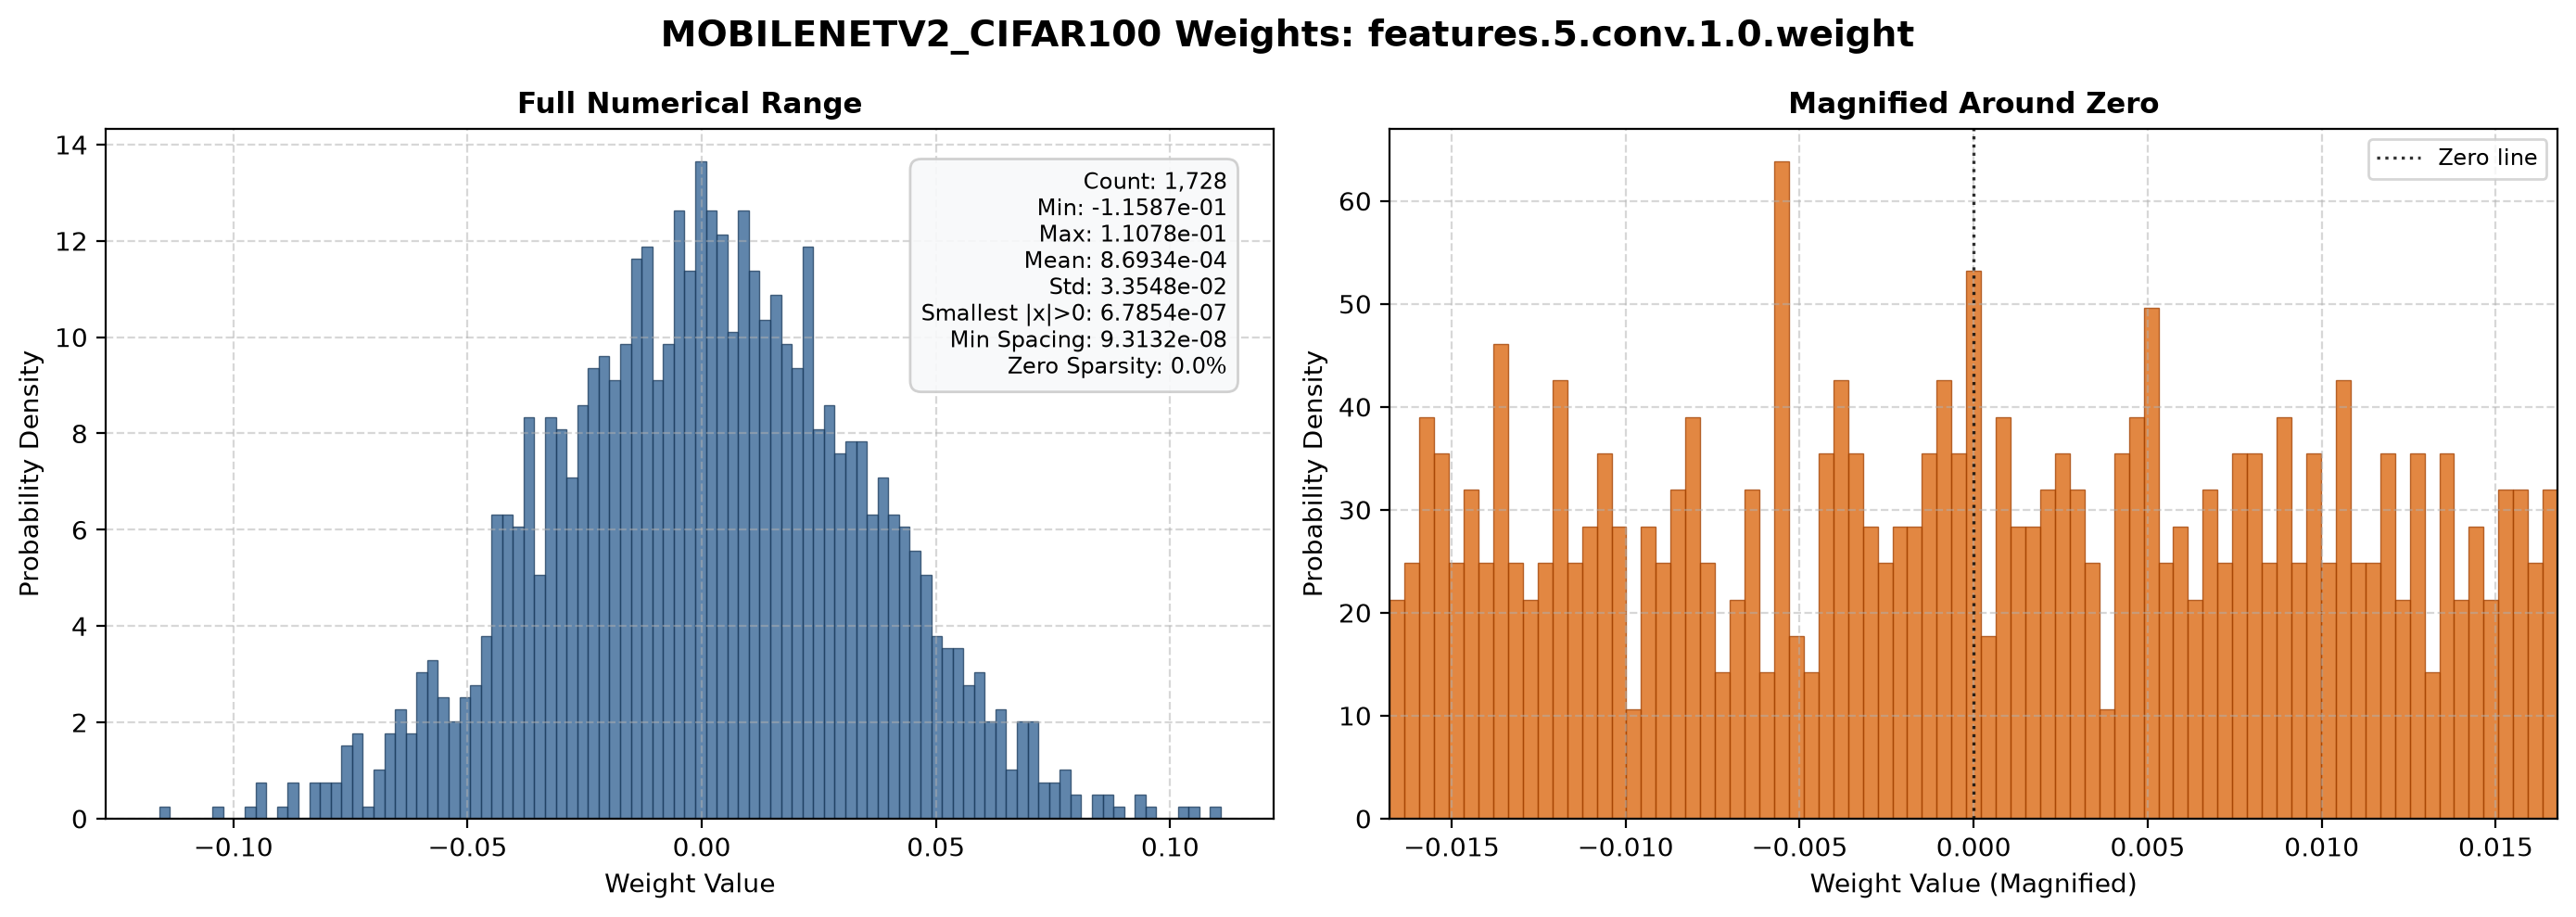 MOBILENETV2_CIFAR100 Weights: features.5.conv.1.0.weight
Full Numerical Range
14
12
10
8
6
4
2
0
Probability Density
Count: 1,728
Min: -1.1587e-01
Max: 1.1078e-01
Mean: 8.6934e-04
Std: 3.3548e-02
Smallest |x|>0: 6.7854e-07
Min Spacing: 9.3132e-08
Zero Sparsity: 0.0%
−0.10 −0.05 0.00 0.05 0.10
Weight Value
Magnified Around Zero
60
50
40
30
20
10
0
Probability Density
Zero line
−0.015 −0.010 −0.005 0.000 0.005 0.010 0.015
Weight Value (Magnified)